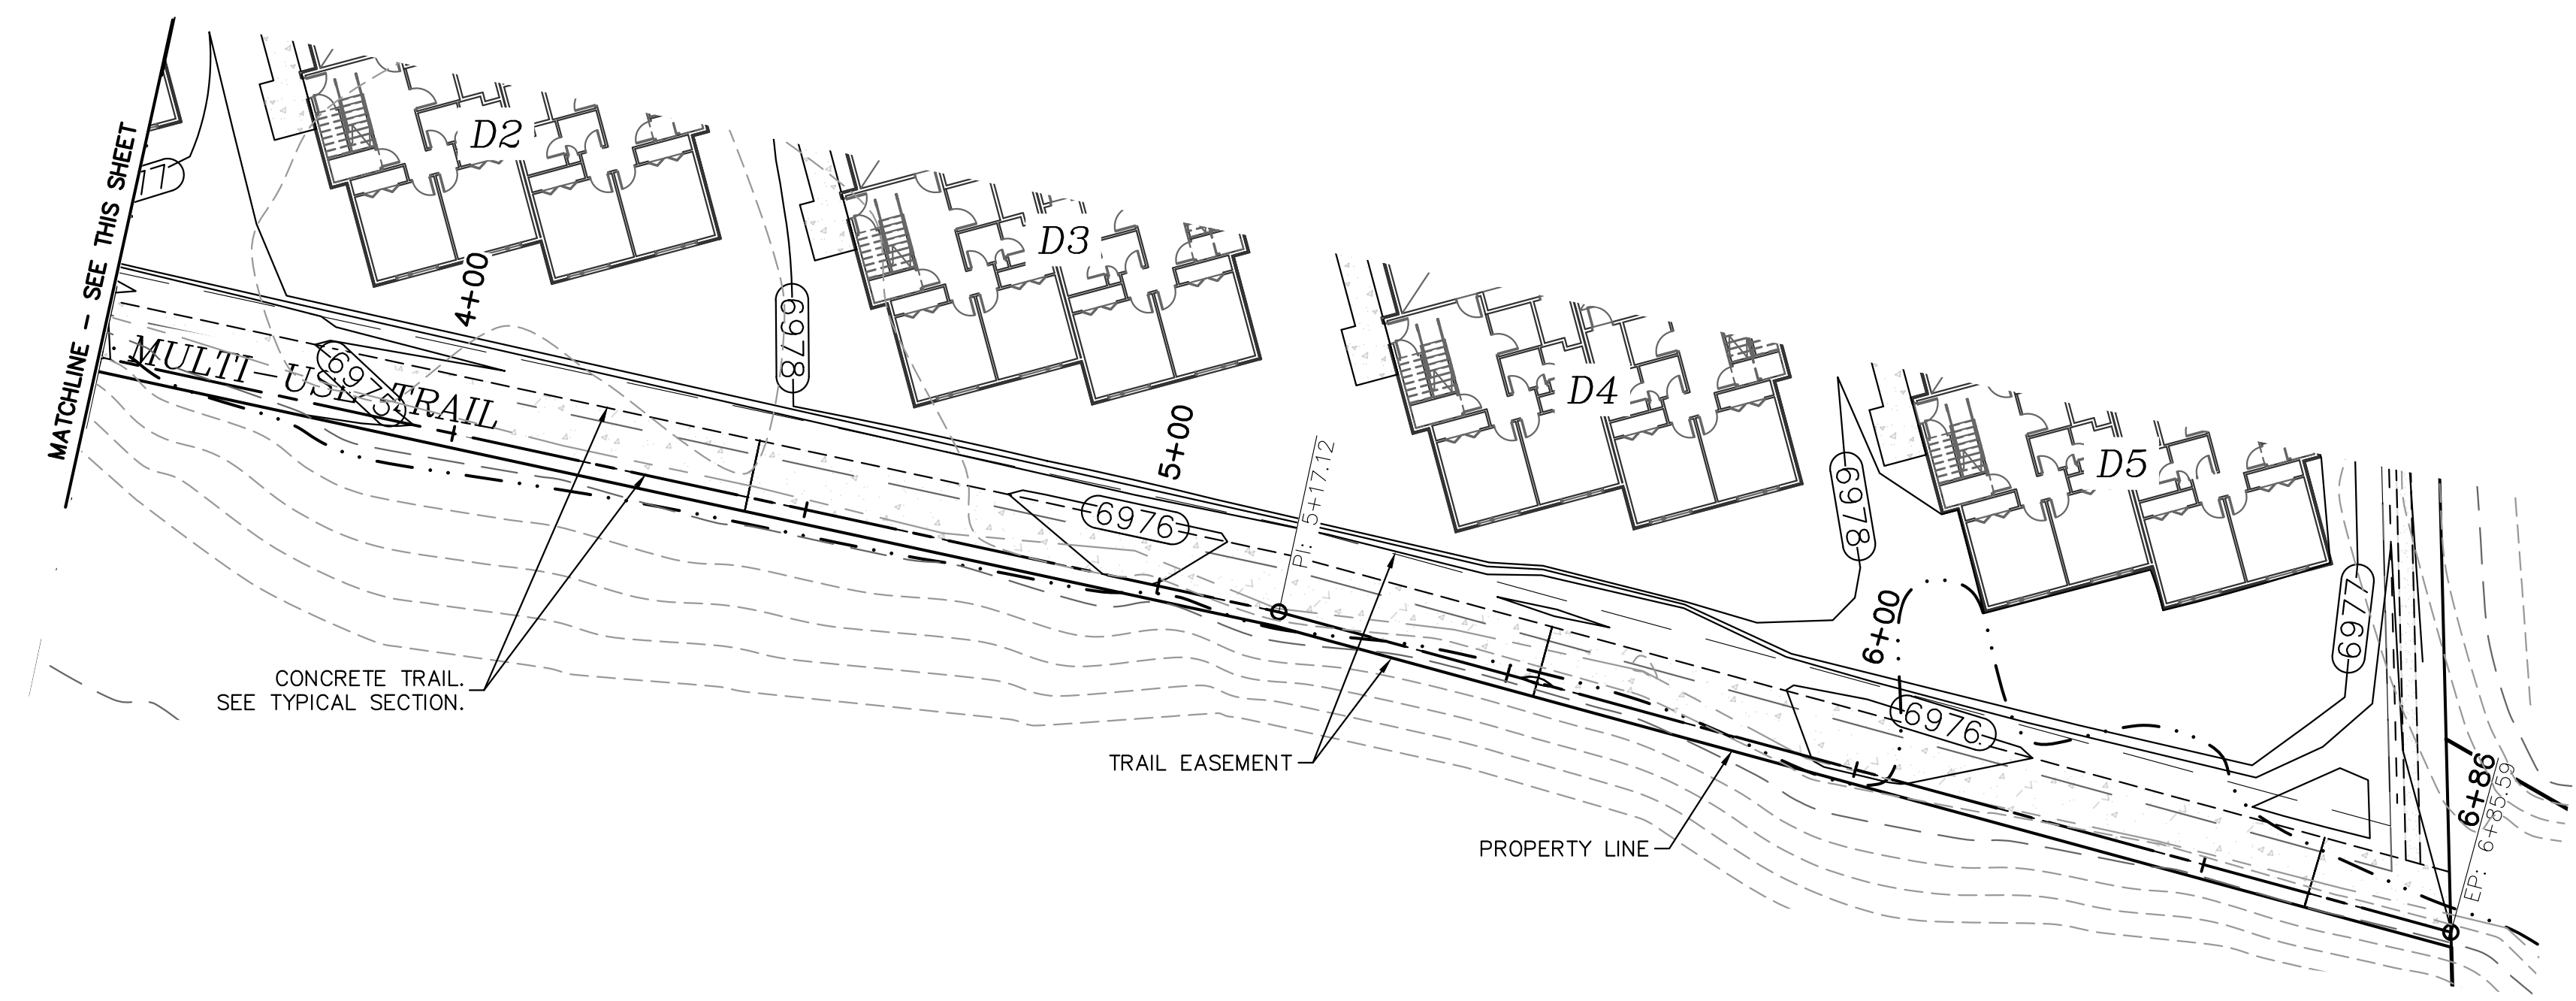 MATCHLINE - SEE THIS SHEET
D2
D3
D4
D5
4+00
5+00
6+00
6+86
6978
6978
6977
MULTI-USE TRAIL
6975
6976
6976
PI: 5+17.12
EP: 6+85.59
CONCRETE TRAIL.
SEE TYPICAL SECTION.
TRAIL EASEMENT
PROPERTY LINE